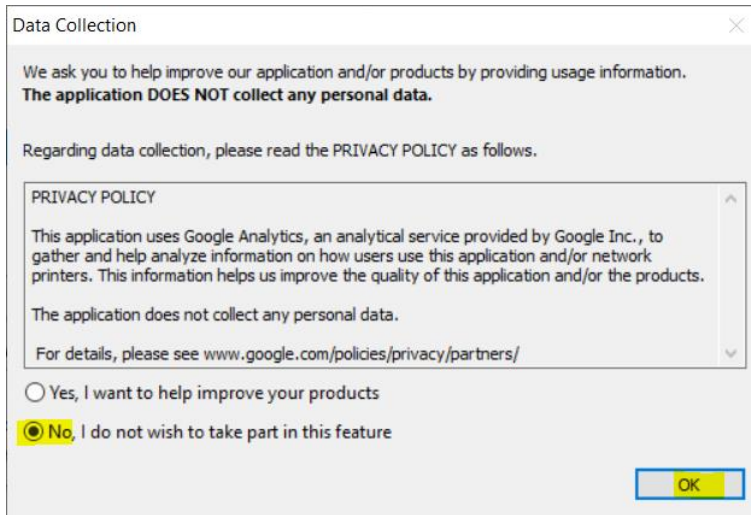 Data Collection
We ask you to help improve our application and/or products by providing usage information.
The application DOES NOT collect any personal data.
Regarding data collection, please read the PRIVACY POLICY as follows.
PRIVACY POLICY
This application uses Google Analytics, an analytical service provided by Google Inc., to
gather and help analyze information on how users use this application and/or network
printers. This information helps us improve the quality of this application and/or the products.
The application does not collect any personal data.
For details, please see www.google.com/policies/privacy/partners/
Yes, I want to help improve your products
No, I do not wish to take part in this feature
OK